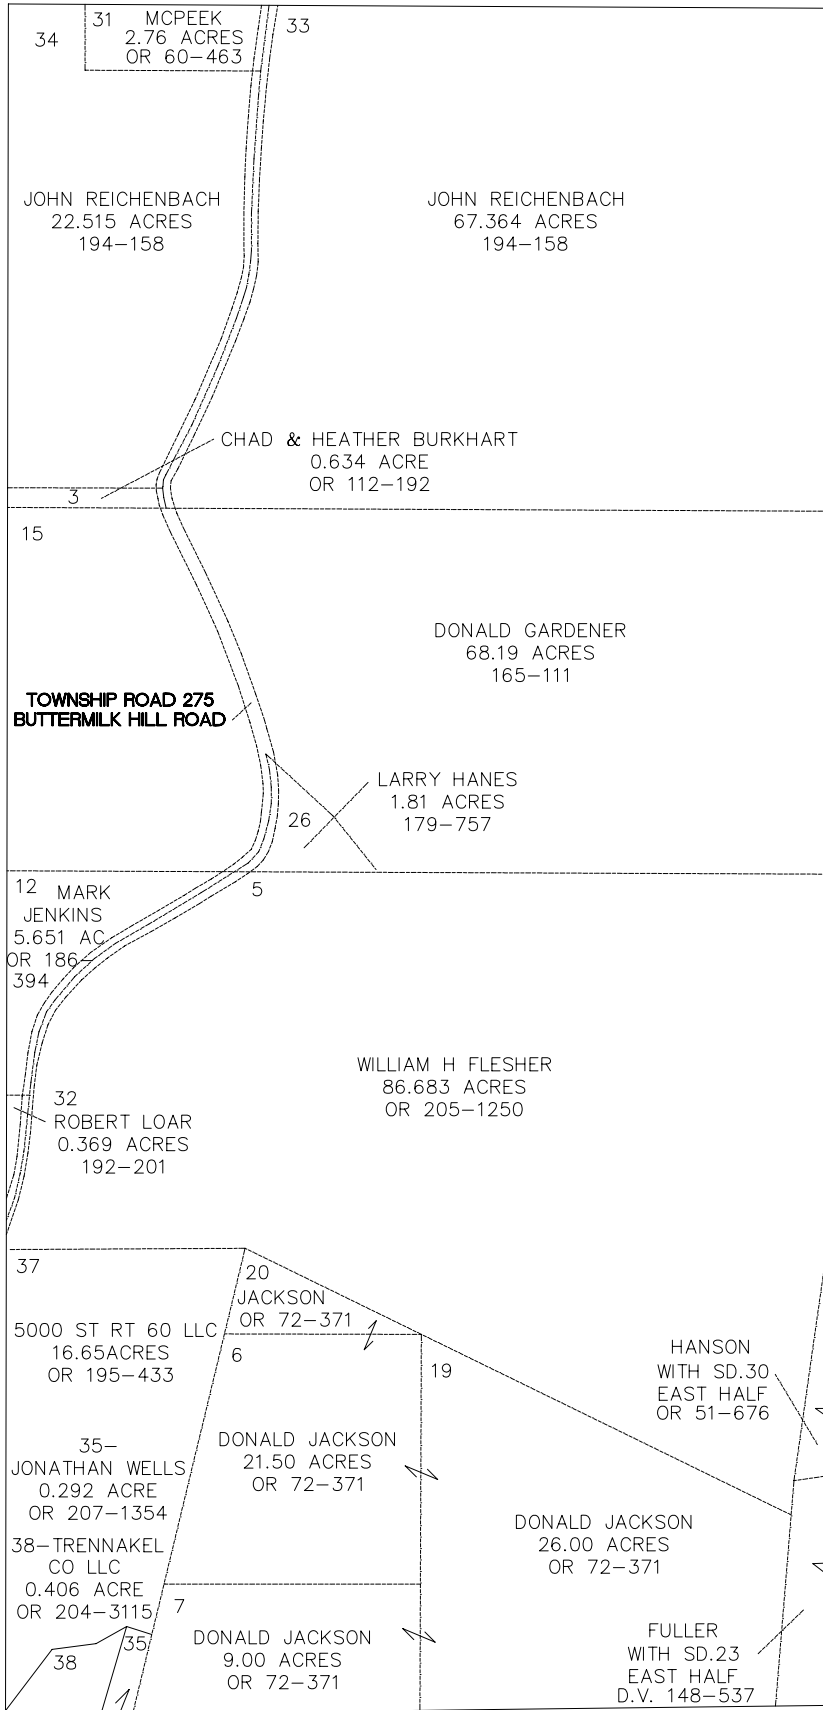 31 MCPEEK
2.76 ACRES
OR 60-463
34
33
JOHN REICHENBACH
22.515 ACRES
194-158
JOHN REICHENBACH
67.364 ACRES
194-158
CHAD & HEATHER BURKHART
0.634 ACRE
OR 112-192
3
15
DONALD GARDENER
68.19 ACRES
165-111
TOWNSHIP ROAD 275
BUTTERMILK HILL ROAD
LARRY HANES
1.81 ACRES
179-757
26
12 MARK
JENKINS
5.651 AC
OR 186-
394
5
WILLIAM H FLESHER
86.683 ACRES
OR 205-1250
32
ROBERT LOAR
0.369 ACRES
192-201
37
20
JACKSON
OR 72-371
5000 ST RT 60 LLC
16.65ACRES
OR 195-433
6
19
HANSON
WITH SD.30
EAST HALF
OR 51-676
35-
JONATHAN WELLS
0.292 ACRE
OR 207-1354
DONALD JACKSON
21.50 ACRES
OR 72-371
38-TRENNAKEL
CO LLC
0.406 ACRE
OR 204-3115
DONALD JACKSON
26.00 ACRES
OR 72-371
7
DONALD JACKSON
9.00 ACRES
OR 72-371
35
38
FULLER
WITH SD.23
EAST HALF
D.V. 148-537